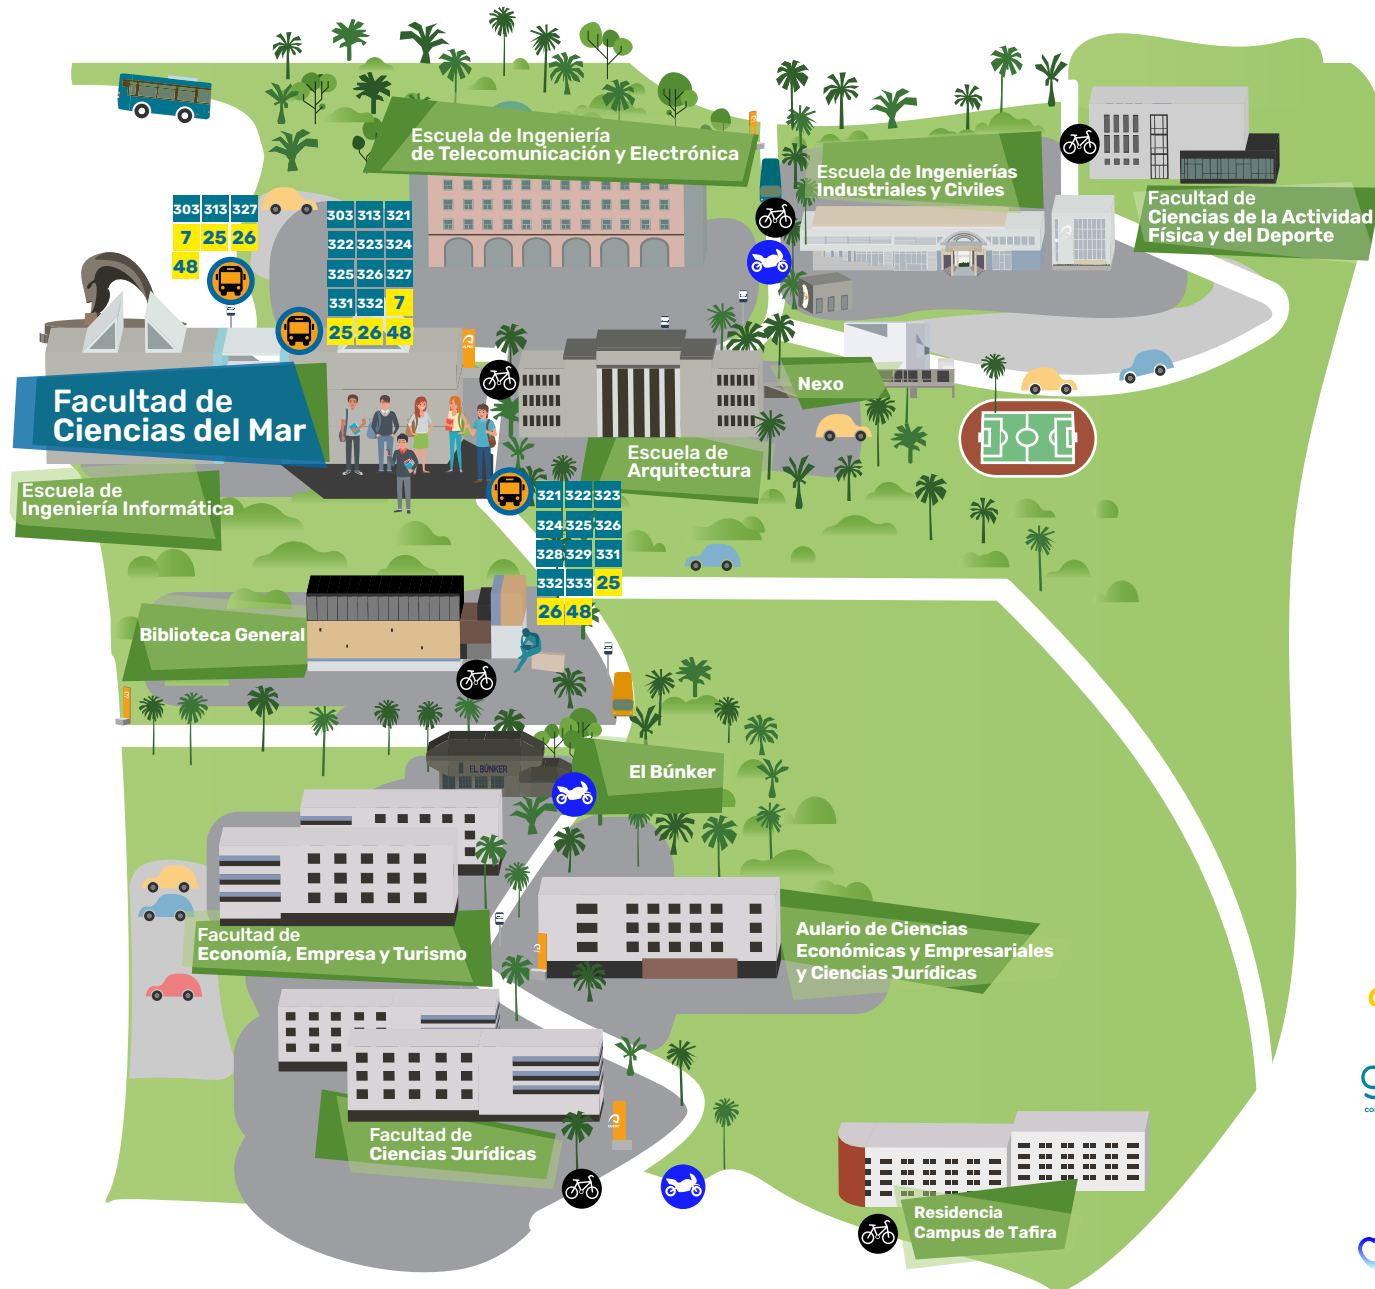 Escuela de Ingeniería
de Telecomunicación y Electrónica
Escuela de Ingenierías
Industriales y Civiles
Facultad de
Ciencias de la Actividad
Física y del Deporte
303 313 327
7 25 26
48
303 313 321
322 323 324
325 326 327
331 332 7
25 26 48
Facultad de
Ciencias del Mar
Nexo
Escuela de
Arquitectura
Escuela de
Ingeniería Informática
321 322 323
324 325 326
328 329 331
332 333 25
26 48
Biblioteca General
EL BÚNKER
El Búnker
Facultad de
Economía, Empresa y Turismo
Aulario de Ciencias
Económicas y Empresariales
y Ciencias Jurídicas
Facultad de
Ciencias Jurídicas
Residencia
Campus de Tafira